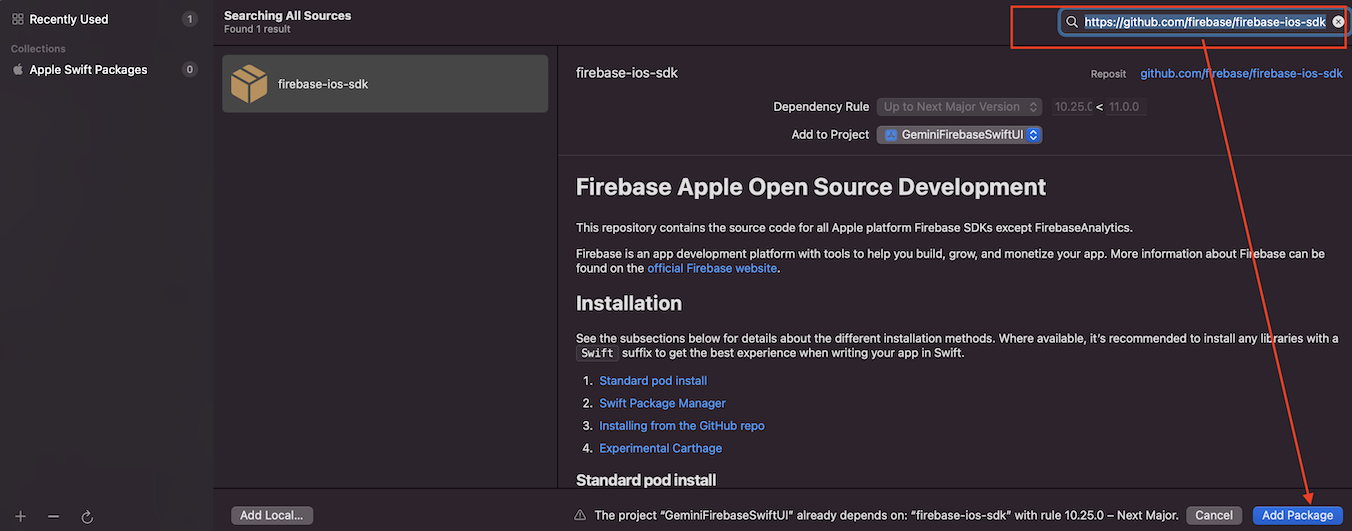 Recently Used 1
Collections
Apple Swift Packages 0
Searching All Sources
Found 1 result
https://github.com/firebase/firebase-ios-sdk
firebase-ios-sdk
firebase-ios-sdk
Reposit github.com/firebase/firebase-ios-sdk
Dependency Rule Up to Next Major Version 10.25.0 < 11.0.0
Add to Project GeminiFirebaseSwiftUI
Firebase Apple Open Source Development
This repository contains the source code for all Apple platform Firebase SDKs except FirebaseAnalytics.
Firebase is an app development platform with tools to help you build, grow, and monetize your app. More information about Firebase can be
found on the official Firebase website.
Installation
See the subsections below for details about the different installation methods. Where available, it's recommended to install any libraries with a
Swift suffix to get the best experience when writing your app in Swift.
1. Standard pod install
2. Swift Package Manager
3. Installing from the GitHub repo
4. Experimental Carthage
Standard pod install
Add Local...
The project “GeminiFirebaseSwiftUI” already depends on: “firebase-ios-sdk” with rule 10.25.0 – Next Major.
Cancel
Add Package